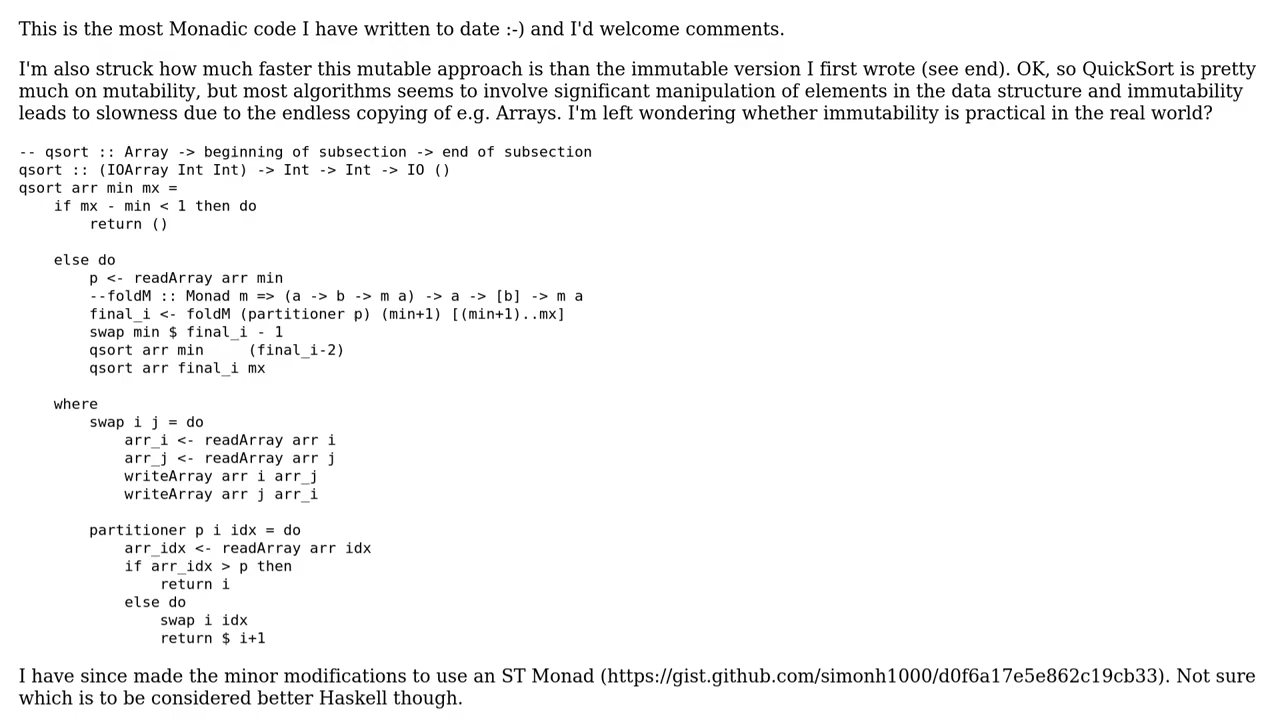 This is the most Monadic code I have written to date :-) and I'd welcome comments.
I'm also struck how much faster this mutable approach is than the immutable version I first wrote (see end). OK, so QuickSort is pretty
much on mutability, but most algorithms seems to involve significant manipulation of elements in the data structure and immutability
leads to slowness due to the endless copying of e.g. Arrays. I'm left wondering whether immutability is practical in the real world?
-- qsort :: Array -> beginning of subsection -> end of subsection
qsort :: (IOArray Int Int) -> Int -> Int -> IO ()
qsort arr min mx =
    if mx - min < 1 then do
        return ()
    else do
        p <- readArray arr min
        --foldM :: Monad m => (a -> b -> m a) -> a -> [b] -> m a
        final_i <- foldM (partitioner p) (min+1) [(min+1)..mx]
        swap min $ final_i - 1
        qsort arr min     (final_i-2)
        qsort arr final_i mx
    where
        swap i j = do
            arr_i <- readArray arr i
            arr_j <- readArray arr j
            writeArray arr i arr_j
            writeArray arr j arr_i
        partitioner p i idx = do
            arr_idx <- readArray arr idx
            if arr_idx > p then
                return i
            else do
                swap i idx
                return $ i+1
I have since made the minor modifications to use an ST Monad (https://gist.github.com/simonh1000/d0f6a17e5e862c19cb33). Not sure
which is to be considered better Haskell though.